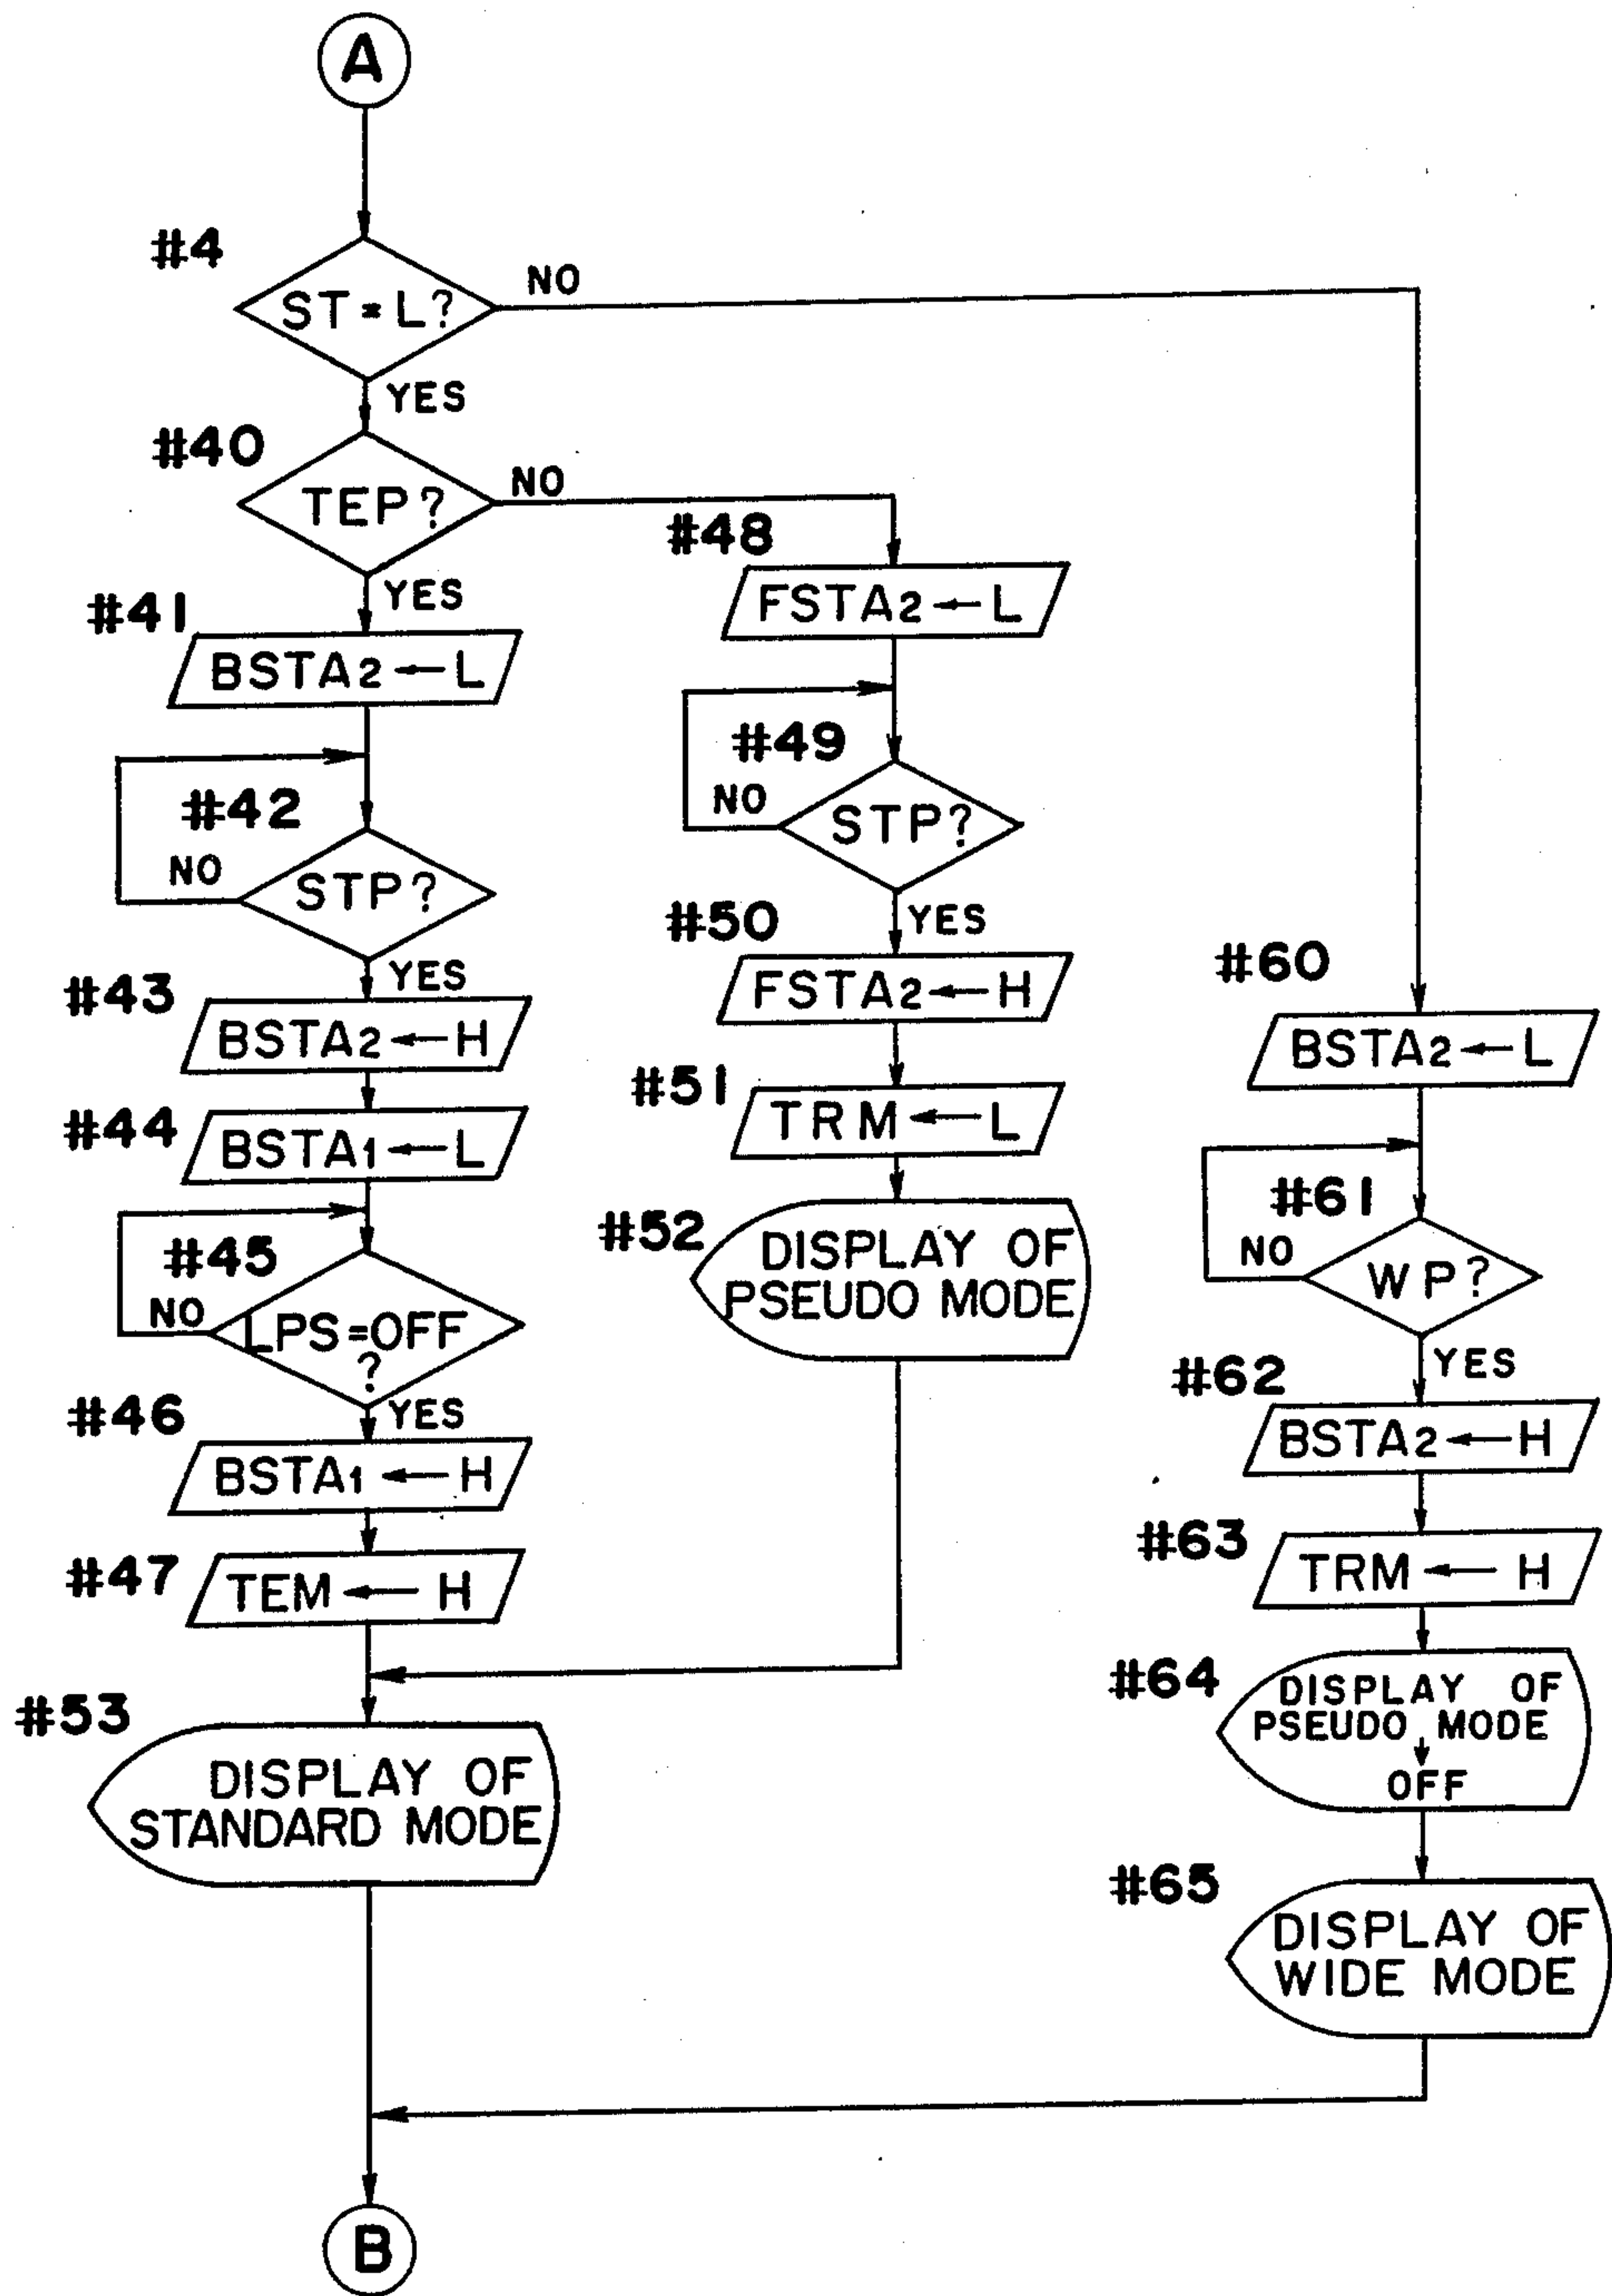 A
#4
ST = L?
NO
YES
#40
TEP?
NO
YES
#41
BSTA2 ← L
#42
STP?
NO
YES
#43
BSTA2 ← H
#44
BSTA1 ← L
#45
LPS=OFF
?
NO
YES
#46
BSTA1 ← H
#47
TEM ← H
#48
FSTA2 ← L
#49
STP?
NO
YES
#50
FSTA2 ← H
#51
TRM ← L
#52
DISPLAY OF
PSEUDO MODE
#53
DISPLAY OF
STANDARD MODE
#60
BSTA2 ← L
#61
WP?
NO
YES
#62
BSTA2 ← H
#63
TRM ← H
#64
DISPLAY OF
PSEUDO MODE
↓
OFF
#65
DISPLAY OF
WIDE MODE
B